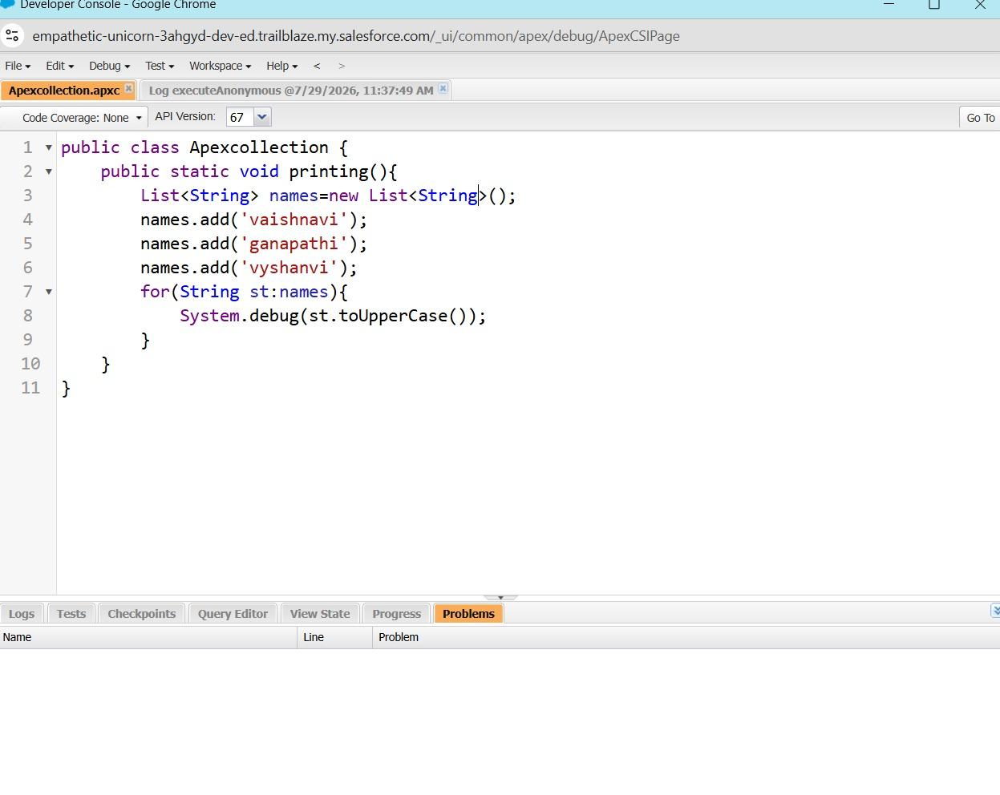 Developer Console - Google Chrome
empathetic-unicorn-3ahgyd-dev-ed.trailblaze.my.salesforce.com/_ui/common/apex/debug/ApexCSIPage
File Edit Debug Test Workspace Help < >
Apexcollection.apxc Log executeAnonymous @7/29/2026, 11:37:49 AM
Code Coverage: None API Version: 67 Go To
1 public class Apexcollection {
2 public static void printing(){
3 List<String> names=new List<String>();
4 names.add('vaishnavi');
5 names.add('ganapathi');
6 names.add('vyshanvi');
7 for(String st:names){
8 System.debug(st.toUpperCase());
9 }
10 }
11 }
Logs Tests Checkpoints Query Editor View State Progress Problems
Name Line Problem